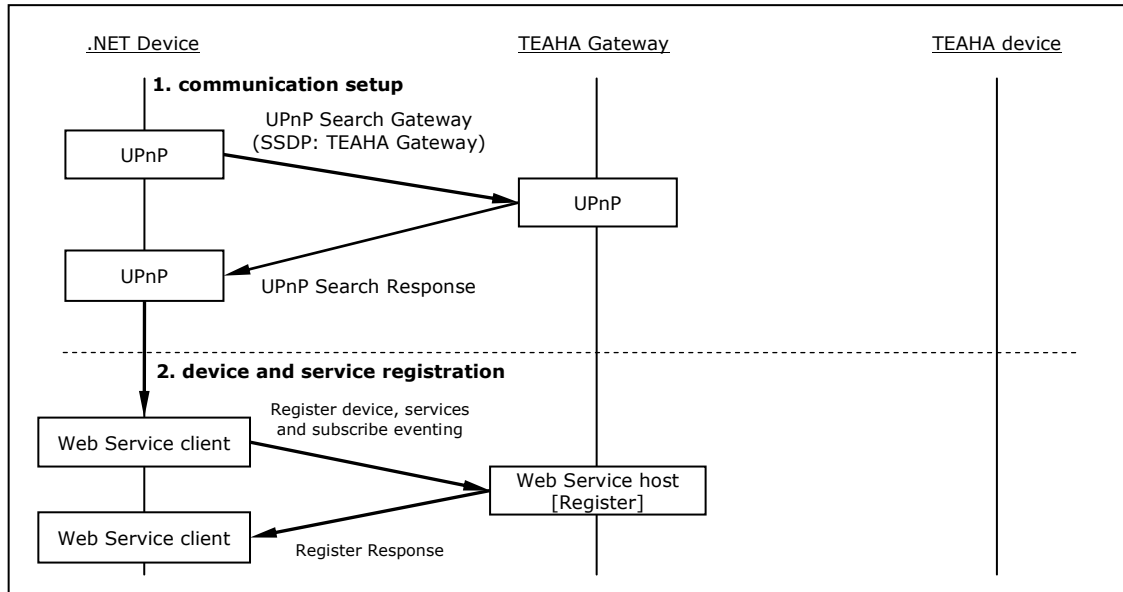 .NET Device
TEAHA Gateway
TEAHA device
1. communication setup
UPnP Search Gateway
(SSDP: TEAHA Gateway)
UPnP
UPnP
UPnP
UPnP Search Response
2. device and service registration
Register device, services
and subscribe eventing
Web Service client
Web Service host
[Register]
Web Service client
Register Response